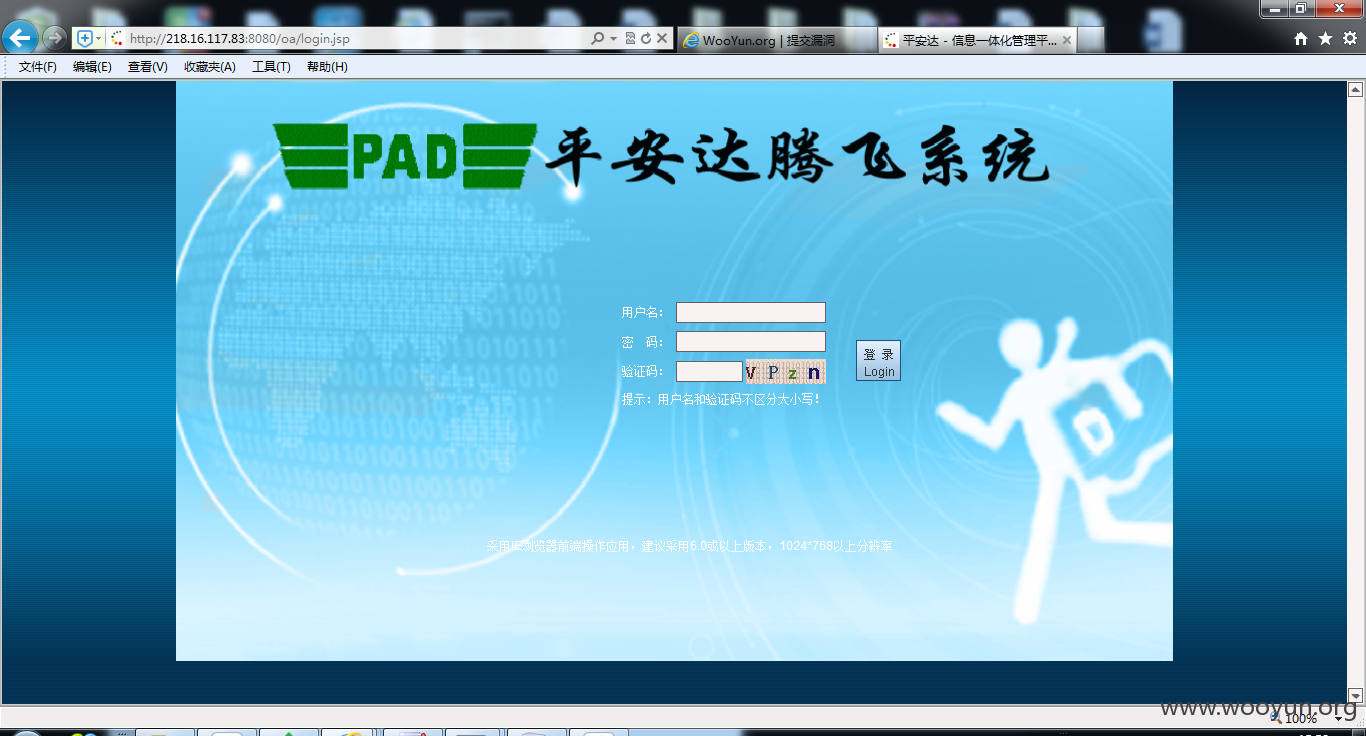 http://218.16.117.83:8080/oa/login.jsp
WooYun.org | 提交漏洞
平安达 - 信息一体化管理平...
文件(F) 编辑(E) 查看(V) 收藏夹(A) 工具(T) 帮助(H)
PAD 平安达腾飞系统
用户名：
密 码：
验证码： V P z n
登 录
Login
提示：用户名和验证码不区分大小写！
D
采用IE浏览器前端操作应用，建议采用6.0或以上版本，1024*768以上分辨率
www.wooyun.org
100%